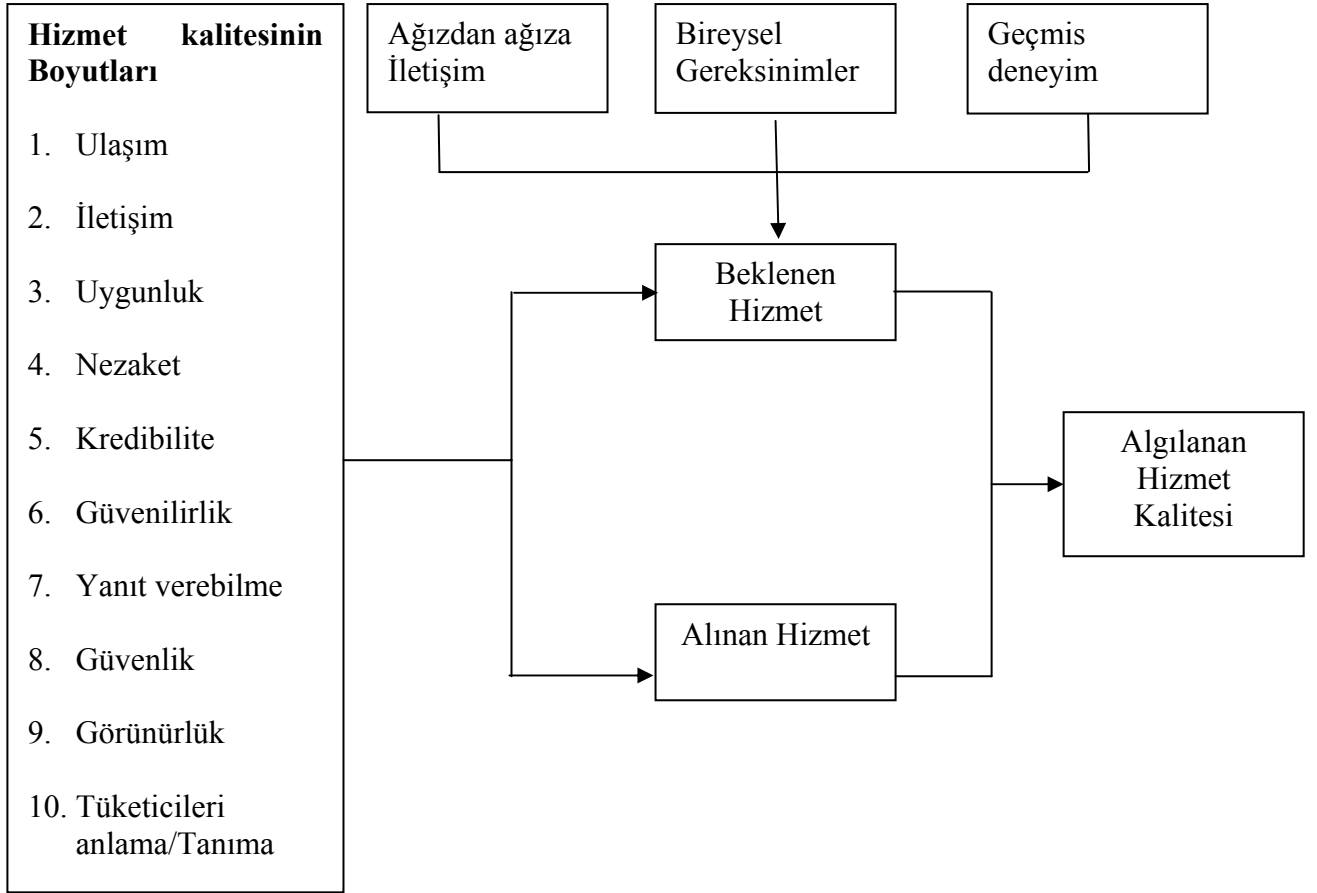 Hizmet kalitesinin
Boyutları
1. Ulaşım
2. İletişim
3. Uygunluk
4. Nezaket
5. Kredibilite
6. Güvenilirlik
7. Yanıt verebilme
8. Güvenlik
9. Görünürlük
10. Tüketicileri
anlama/Tanıma
Ağızdan ağıza
İletişim
Bireysel
Gereksinimler
Geçmis
deneyim
Beklenen
Hizmet
Alınan Hizmet
Algılanan
Hizmet
Kalitesi